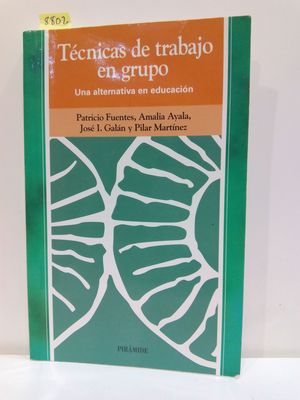 8802
Técnicas de trabajo
en grupo
Una alternativa en educación
Patricio Fuentes, Amalia Ayala,
José I. Galán y Pilar Martínez
PIRÁMIDE